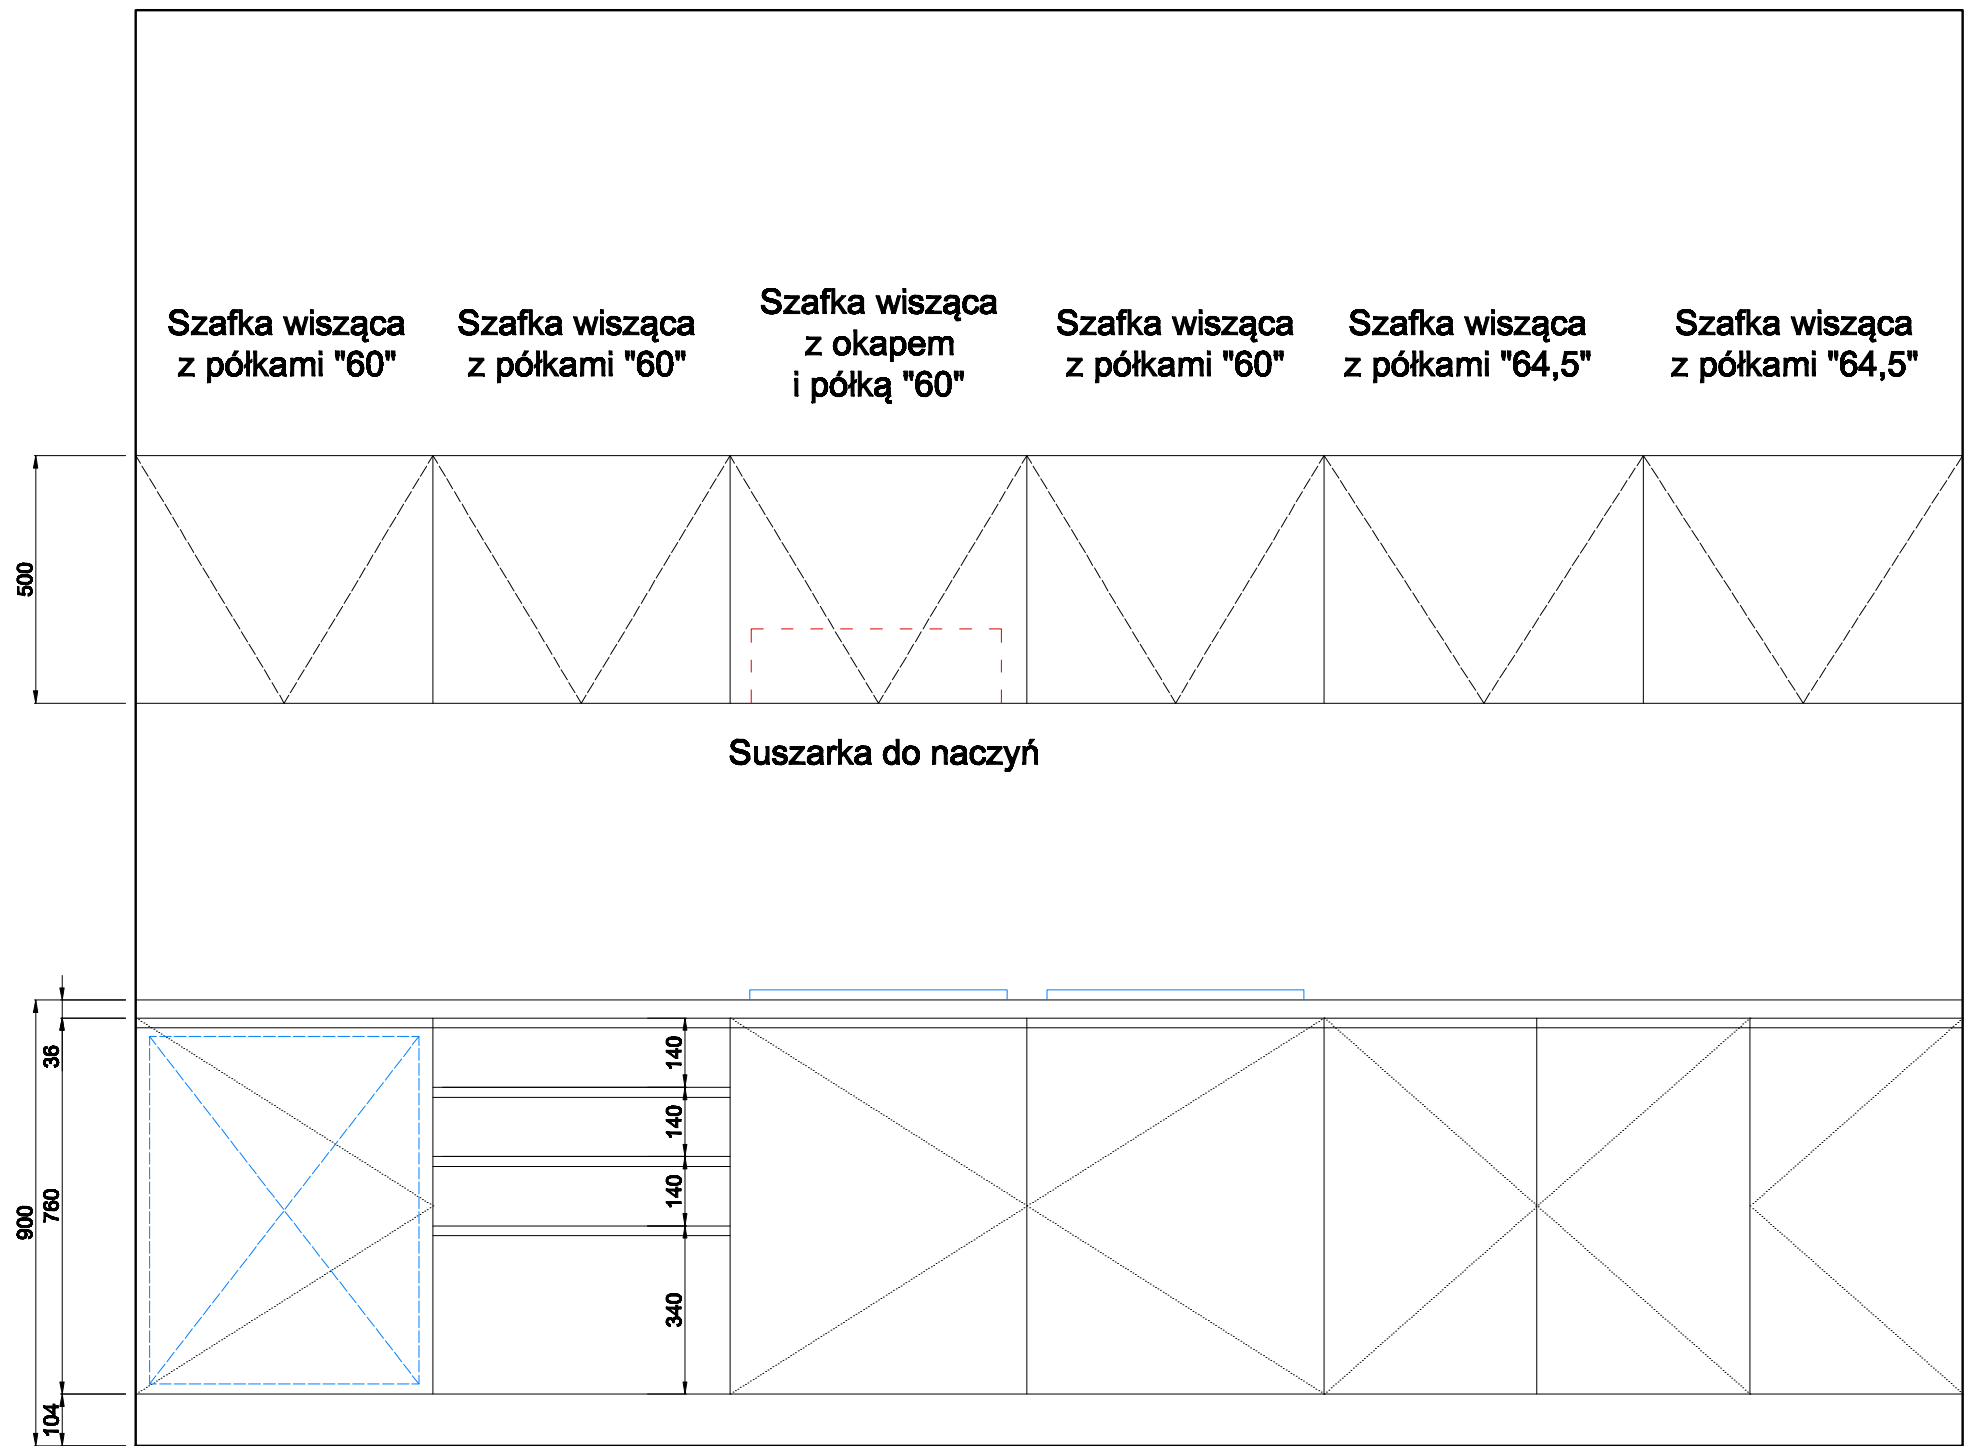 Szafka wisząca
z półkami "60"
Szafka wisząca
z półkami "60"
Szafka wisząca
z okapem
i półką "60"
Szafka wisząca
z półkami "60"
Szafka wisząca
z półkami "64,5"
Szafka wisząca
z półkami "64,5"
500
Suszarka do naczyń
36
760
900
104
140
140
140
340